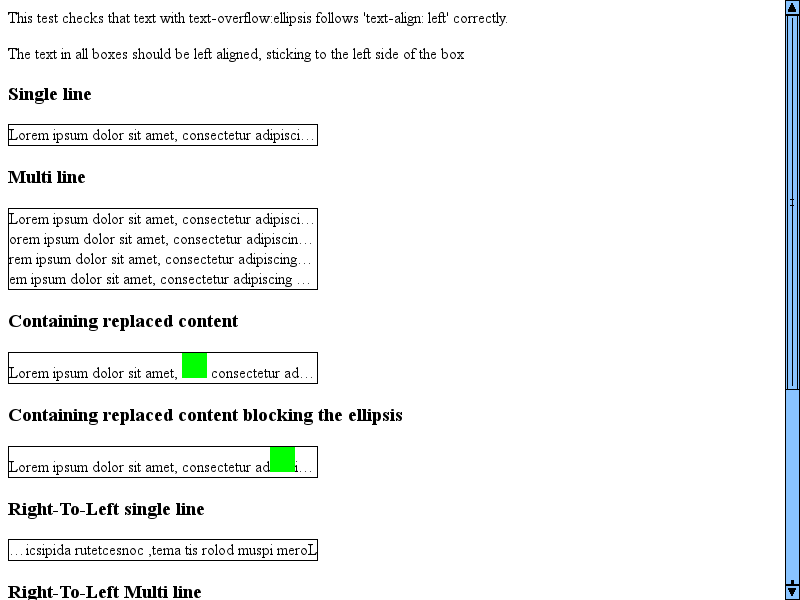 This test checks that text with text-overflow:ellipsis follows 'text-align: left' correctly.
The text in all boxes should be left aligned, sticking to the left side of the box
Single line
Lorem ipsum dolor sit amet, consectetur adipisci…
Multi line
Lorem ipsum dolor sit amet, consectetur adipisci…
orem ipsum dolor sit amet, consectetur adipiscin…
rem ipsum dolor sit amet, consectetur adipiscing…
em ipsum dolor sit amet, consectetur adipiscing …
Containing replaced content
Lorem ipsum dolor sit amet, consectetur ad…
Containing replaced content blocking the ellipsis
Lorem ipsum dolor sit amet, consectetur ad i…
Right-To-Left single line
…icsipida rutetcesnoc ,tema tis rolod muspi meroL
Right-To-Left Multi line